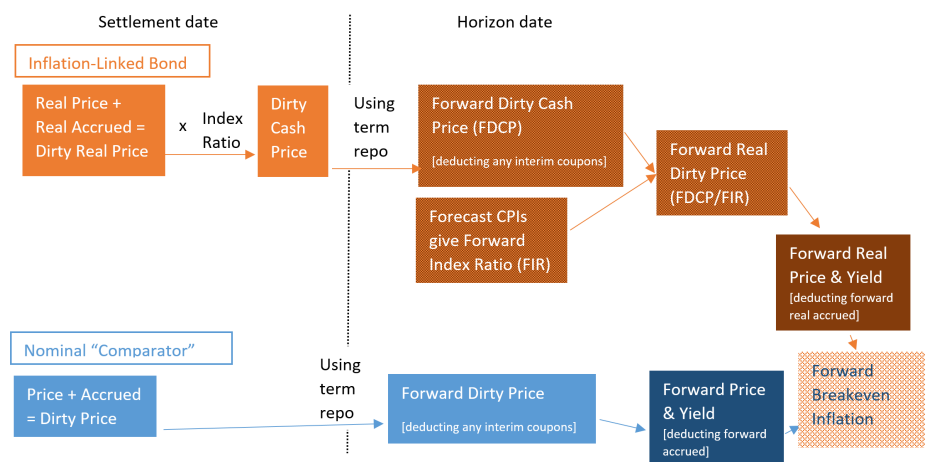 Settlement date
Horizon date
Inflation-Linked Bond
Real Price +
Real Accrued =
Dirty Real Price
x
Index
Ratio
Dirty
Cash
Price
Using
term
repo
Forward Dirty Cash
Price (FDCP)
[deducting any interim coupons]
Forecast CPIs
give Forward
Index Ratio (FIR)
Forward Real
Dirty Price
(FDCP/FIR)
Forward Real
Price & Yield
[deducting forward
real accrued]
Nominal “Comparator”
Price + Accrued
= Dirty Price
Using
term
repo
Forward Dirty Price
[deducting any interim coupons]
Forward Price
& Yield
[deducting forward
accrued]
Forward
Breakeven
Inflation